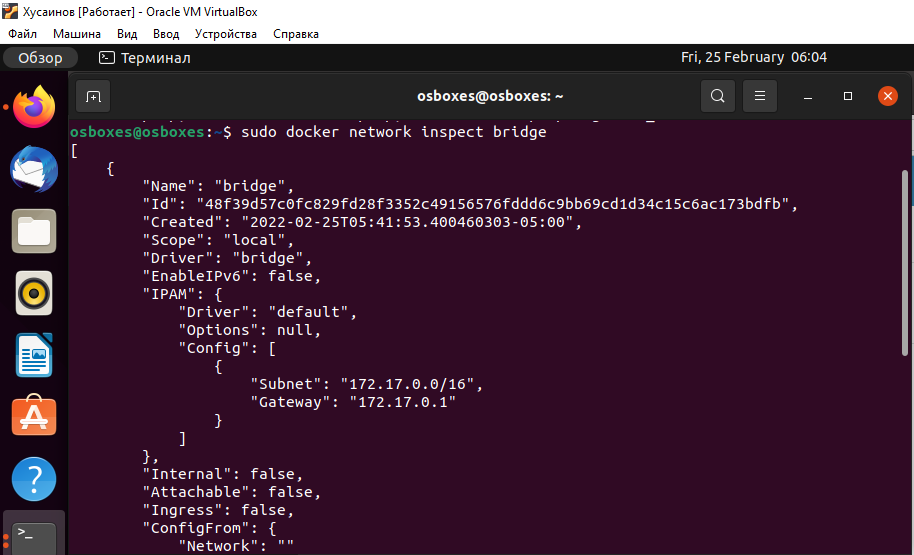 Хусаинов [Работает] - Oracle VM VirtualBox
Файл Машина Вид Ввод Устройства Справка
Обзор Терминал Fri, 25 February 06:04
osboxes@osboxes: ~
osboxes@osboxes:~$ sudo docker network inspect bridge
[
    {
        "Name": "bridge",
        "Id": "48f39d57c0fc829fd28f3352c49156576fddd6c9bb69cd1d34c15c6ac173bdfb",
        "Created": "2022-02-25T05:41:53.400460303-05:00",
        "Scope": "local",
        "Driver": "bridge",
        "EnableIPv6": false,
        "IPAM": {
            "Driver": "default",
            "Options": null,
            "Config": [
                {
                    "Subnet": "172.17.0.0/16",
                    "Gateway": "172.17.0.1"
                }
            ]
        },
        "Internal": false,
        "Attachable": false,
        "Ingress": false,
        "ConfigFrom": {
            "Network": ""